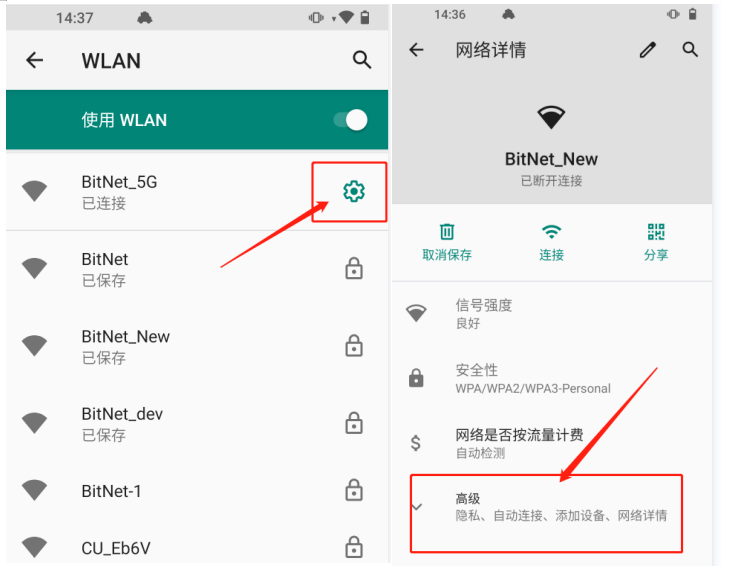 14:37
WLAN
使用 WLAN
BitNet_5G
已连接
BitNet
已保存
BitNet_New
已保存
BitNet_dev
已保存
BitNet-1
CU_Eb6V
14:36
网络详情
BitNet_New
已断开连接
取消保存
连接
分享
信号强度
良好
安全性
WPA/WPA2/WPA3-Personal
网络是否按流量计费
自动检测
高级
隐私、自动连接、添加设备、网络详情